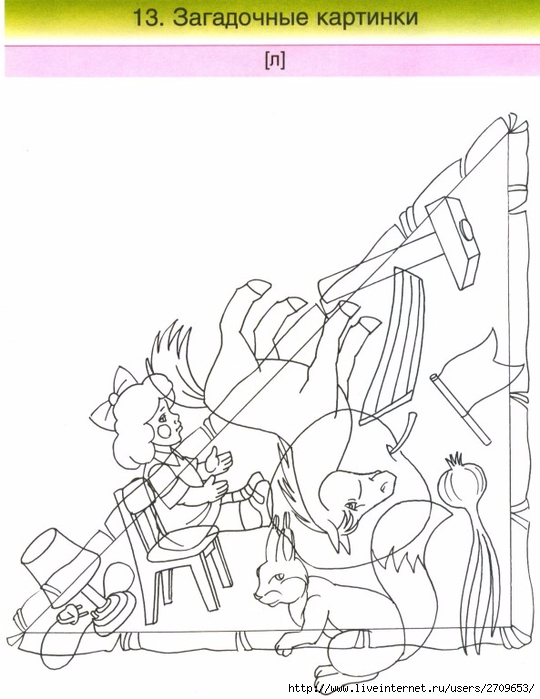 13. Загадочные картинки
[л]
http://www.liveinternet.ru/users/2709653/